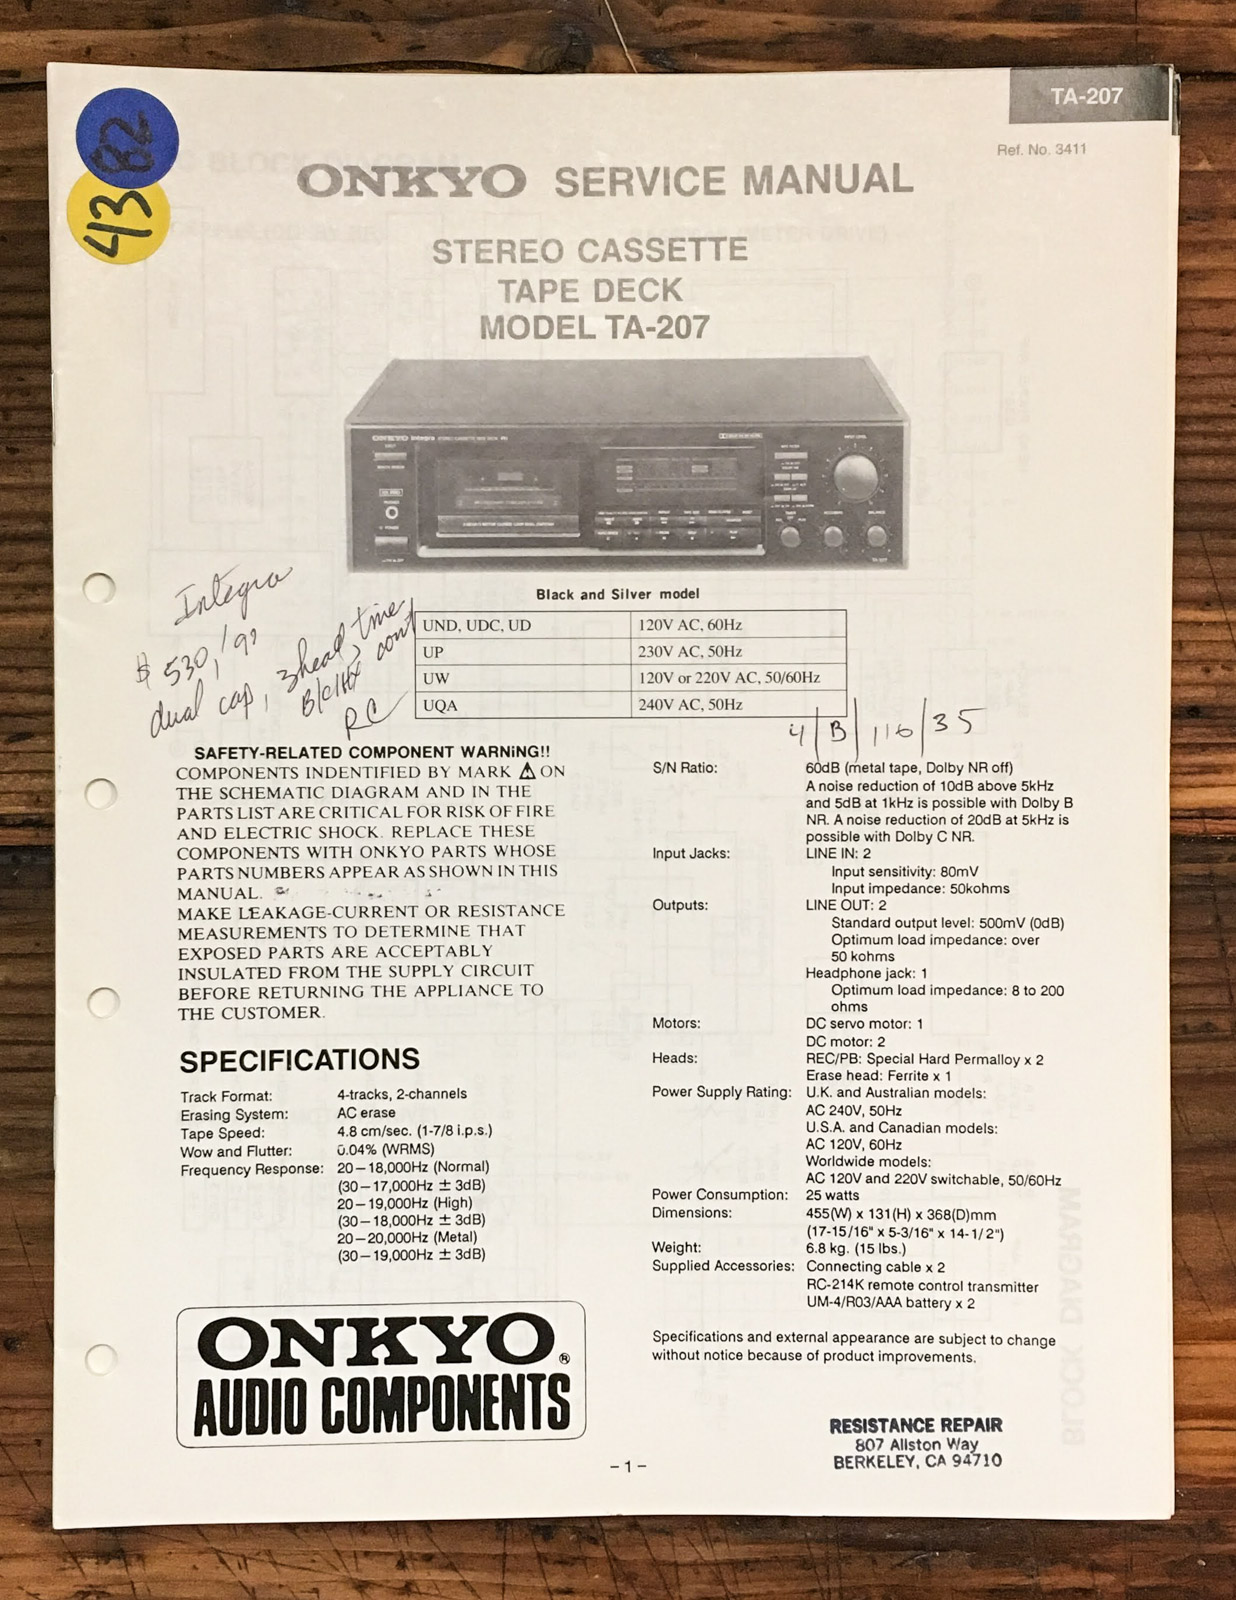 TA-207
Ref. No. 3411
82
43
ONKYO SERVICE MANUAL
STEREO CASSETTE
TAPE DECK
MODEL TA-207
ONKYO Integra
Black and Silver model
UND, UDC, UD 120V AC, 60Hz
UP 230V AC, 50Hz
UW 120V or 220V AC, 50/60Hz
UQA 240V AC, 50Hz
Integra
$530,
dual cap, 3head, time
B/C/HX cont
RC
4/B/116/35
SAFETY-RELATED COMPONENT WARNiNG!!
COMPONENTS INDENTIFIED BY MARK ⚠ ON
THE SCHEMATIC DIAGRAM AND IN THE
PARTS LIST ARE CRITICAL FOR RISK OF FIRE
AND ELECTRIC SHOCK. REPLACE THESE
COMPONENTS WITH ONKYO PARTS WHOSE
PARTS NUMBERS APPEAR AS SHOWN IN THIS
MANUAL.
MAKE LEAKAGE-CURRENT OR RESISTANCE
MEASUREMENTS TO DETERMINE THAT
EXPOSED PARTS ARE ACCEPTABLY
INSULATED FROM THE SUPPLY CIRCUIT
BEFORE RETURNING THE APPLIANCE TO
THE CUSTOMER.
SPECIFICATIONS
Track Format: 4-tracks, 2-channels
Erasing System: AC erase
Tape Speed: 4.8 cm/sec. (1-7/8 i.p.s.)
Wow and Flutter: 0.04% (WRMS)
Frequency Response: 20–18,000Hz (Normal)
(30–17,000Hz ± 3dB)
20–19,000Hz (High)
(30–18,000Hz ± 3dB)
20–20,000Hz (Metal)
(30–19,000Hz ± 3dB)
S/N Ratio: 60dB (metal tape, Dolby NR off)
A noise reduction of 10dB above 5kHz
and 5dB at 1kHz is possible with Dolby B
NR. A noise reduction of 20dB at 5kHz is
possible with Dolby C NR.
Input Jacks: LINE IN: 2
Input sensitivity: 80mV
Input impedance: 50kohms
Outputs: LINE OUT: 2
Standard output level: 500mV (0dB)
Optimum load impedance: over
50 kohms
Headphone jack: 1
Optimum load impedance: 8 to 200
ohms
Motors: DC servo motor: 1
DC motor: 2
Heads: REC/PB: Special Hard Permalloy x 2
Erase head: Ferrite x 1
Power Supply Rating: U.K. and Australian models:
AC 240V, 50Hz
U.S.A. and Canadian models:
AC 120V, 60Hz
Worldwide models:
AC 120V and 220V switchable, 50/60Hz
Power Consumption: 25 watts
Dimensions: 455(W) x 131(H) x 368(D)mm
(17-15/16" x 5-3/16" x 14-1/2")
Weight: 6.8 kg. (15 lbs.)
Supplied Accessories: Connecting cable x 2
RC-214K remote control transmitter
UM-4/R03/AAA battery x 2
Specifications and external appearance are subject to change
without notice because of product improvements.
ONKYO®
AUDIO COMPONENTS
RESISTANCE REPAIR
807 Allston Way
BERKELEY, CA 94710
– 1 –